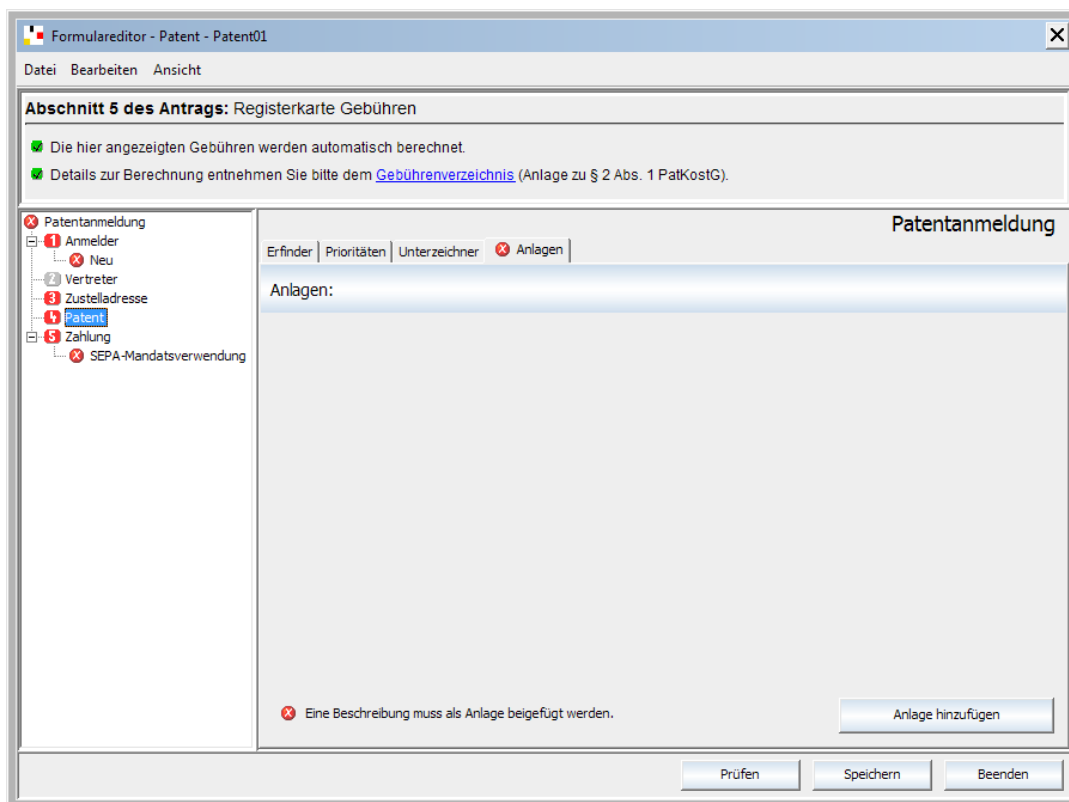 Formulareditor - Patent - Patent01
Datei Bearbeiten Ansicht
Abschnitt 5 des Antrags: Registerkarte Gebühren
Die hier angezeigten Gebühren werden automatisch berechnet.
Details zur Berechnung entnehmen Sie bitte dem Gebührenverzeichnis (Anlage zu § 2 Abs. 1 PatKostG).
Patentanmeldung
1 Anmelder
Neu
2 Vertreter
3 Zustelladresse
4 Patent
5 Zahlung
SEPA-Mandatsverwendung
Patentanmeldung
Erfinder Prioritäten Unterzeichner Anlagen
Anlagen:
Eine Beschreibung muss als Anlage beigefügt werden.
Anlage hinzufügen
Prüfen Speichern Beenden